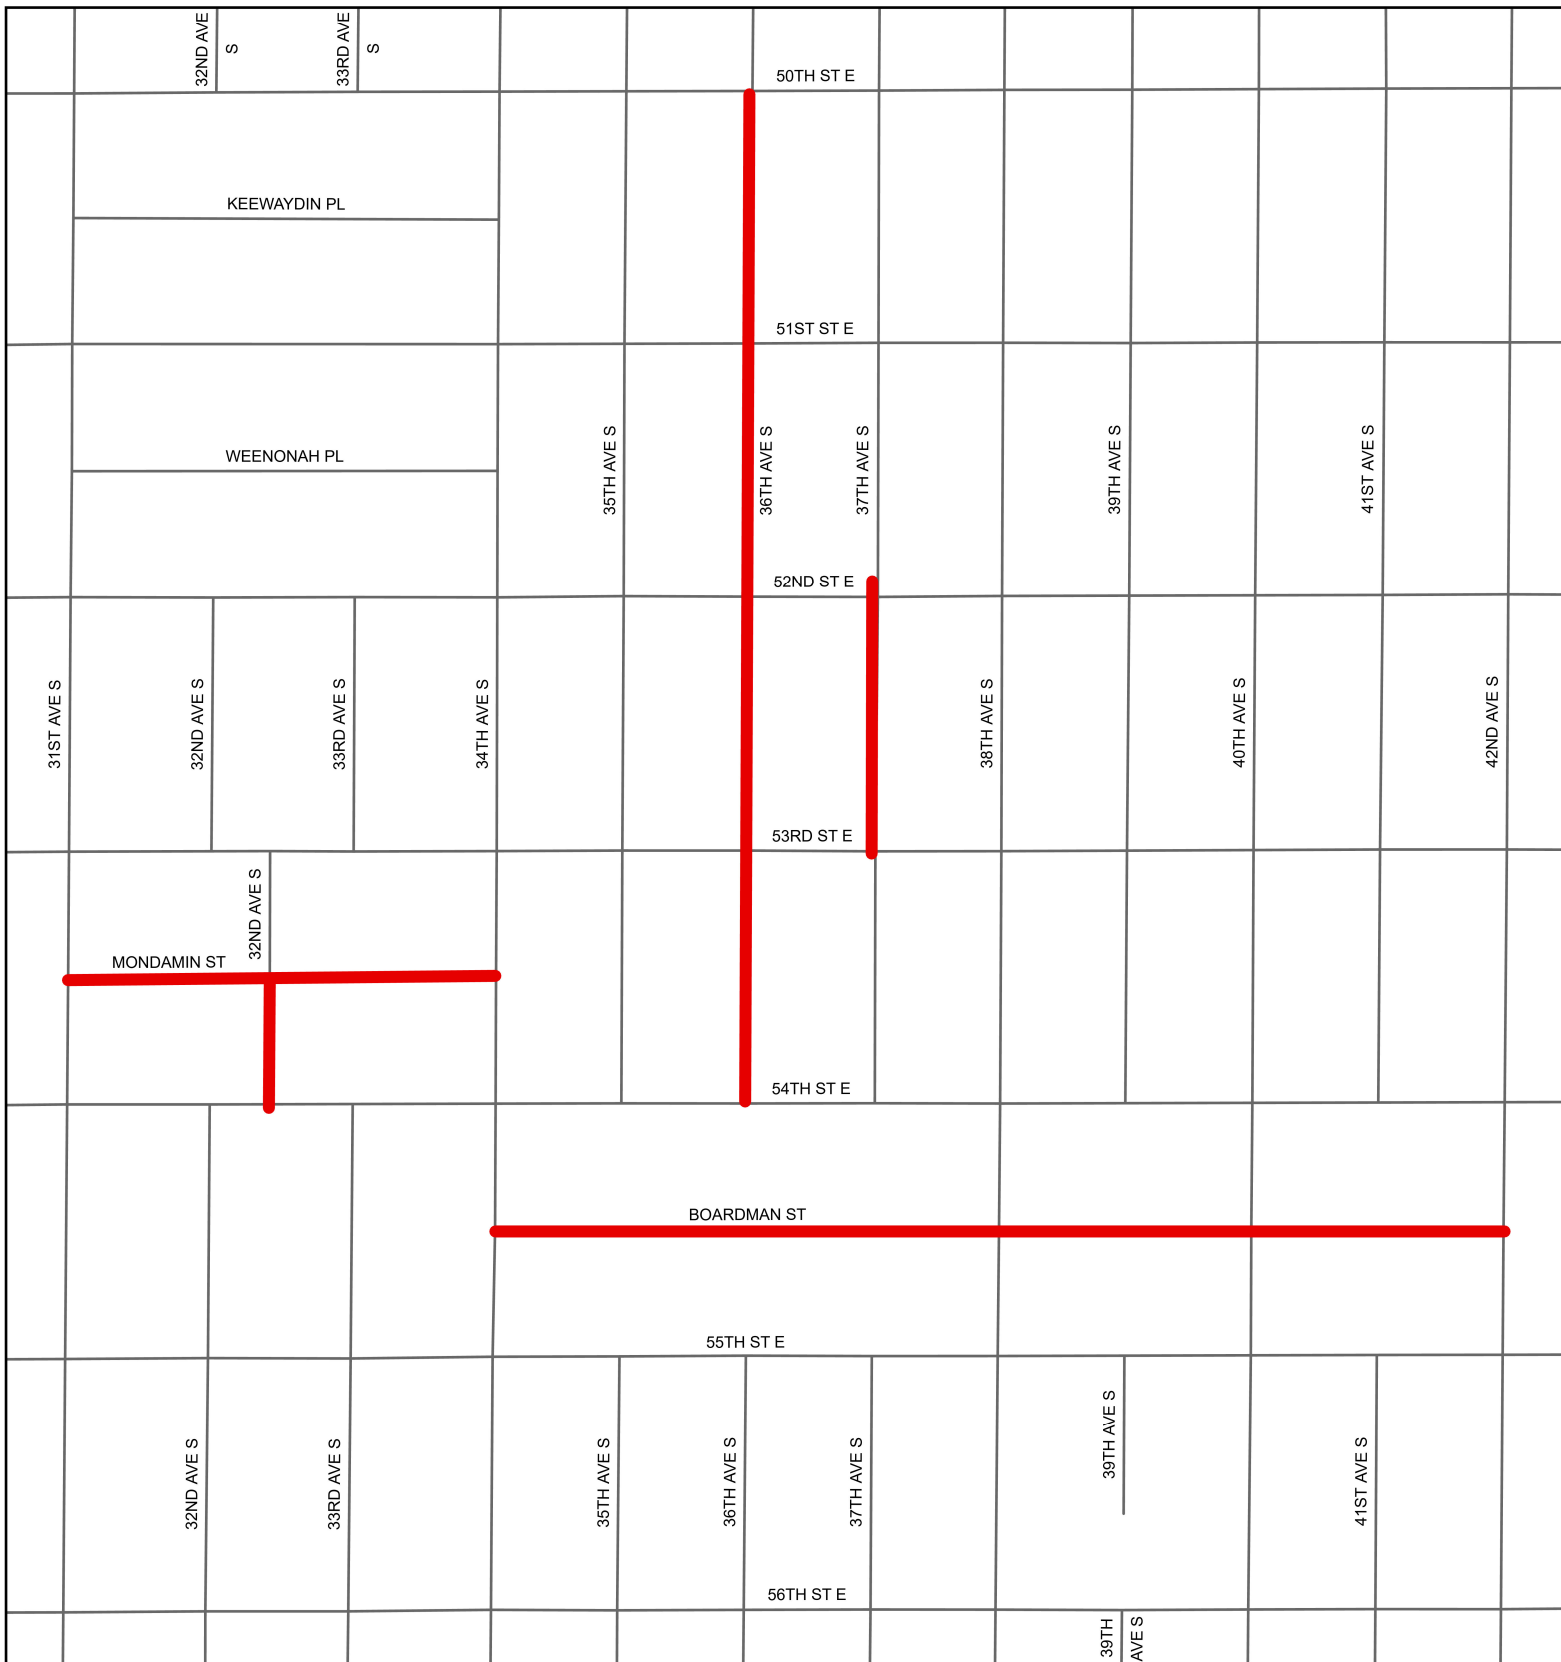 32ND AVE
S
33RD AVE
S
50TH ST E
KEEWAYDIN PL
51ST ST E
WEENONAH PL
35TH AVE S
36TH AVE S
37TH AVE S
39TH AVE S
41ST AVE S
52ND ST E
31ST AVE S
32ND AVE S
33RD AVE S
34TH AVE S
38TH AVE S
40TH AVE S
42ND AVE S
53RD ST E
32ND AVE S
MONDAMIN ST
54TH ST E
BOARDMAN ST
55TH ST E
32ND AVE S
33RD AVE S
35TH AVE S
36TH AVE S
37TH AVE S
39TH AVE S
41ST AVE S
56TH ST E
39TH
AVE S